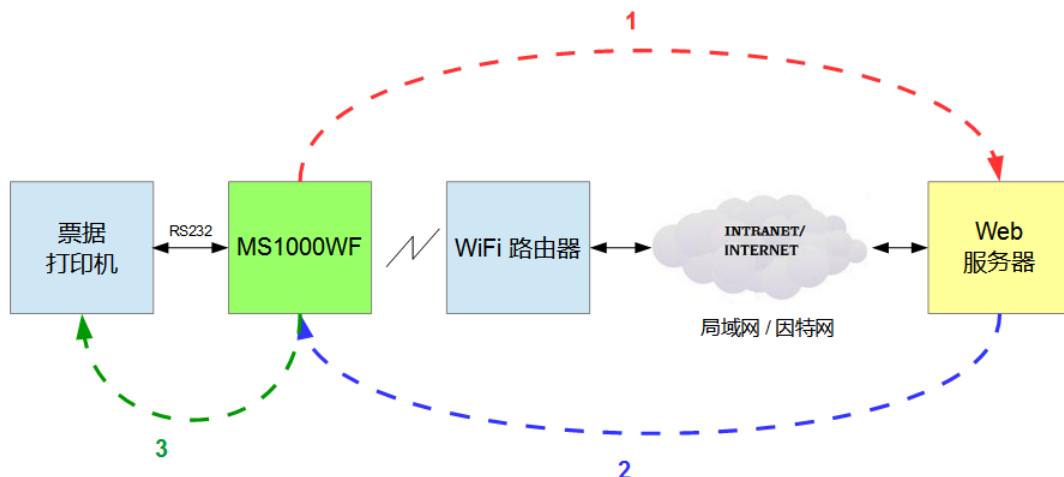 1
票据
打印机
RS232
MS1000WF
WiFi 路由器
INTRANET/
INTERNET
局域网 / 因特网
Web
服务器
3
2